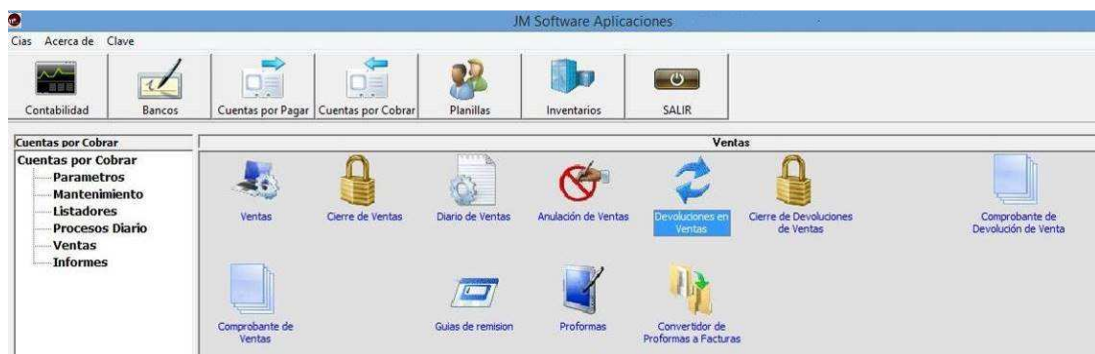 JM Software Aplicaciones
Cias Acerca de Clave
Contabilidad Bancos Cuentas por Pagar Cuentas por Cobrar Planillas Inventarios SALIR
Cuentas por Cobrar
Cuentas por Cobrar
Parametros
Mantenimiento
Listadores
Procesos Diario
Ventas
Informes
Ventas
Ventas
Cierre de Ventas
Diario de Ventas
Anulación de Ventas
Devoluciones en
Ventas
Cierre de Devoluciones
de Ventas
Comprobante de
Devolución de Venta
Comprobante de
Ventas
Guias de remision
Proformas
Convertidor de
Proformas a Facturas